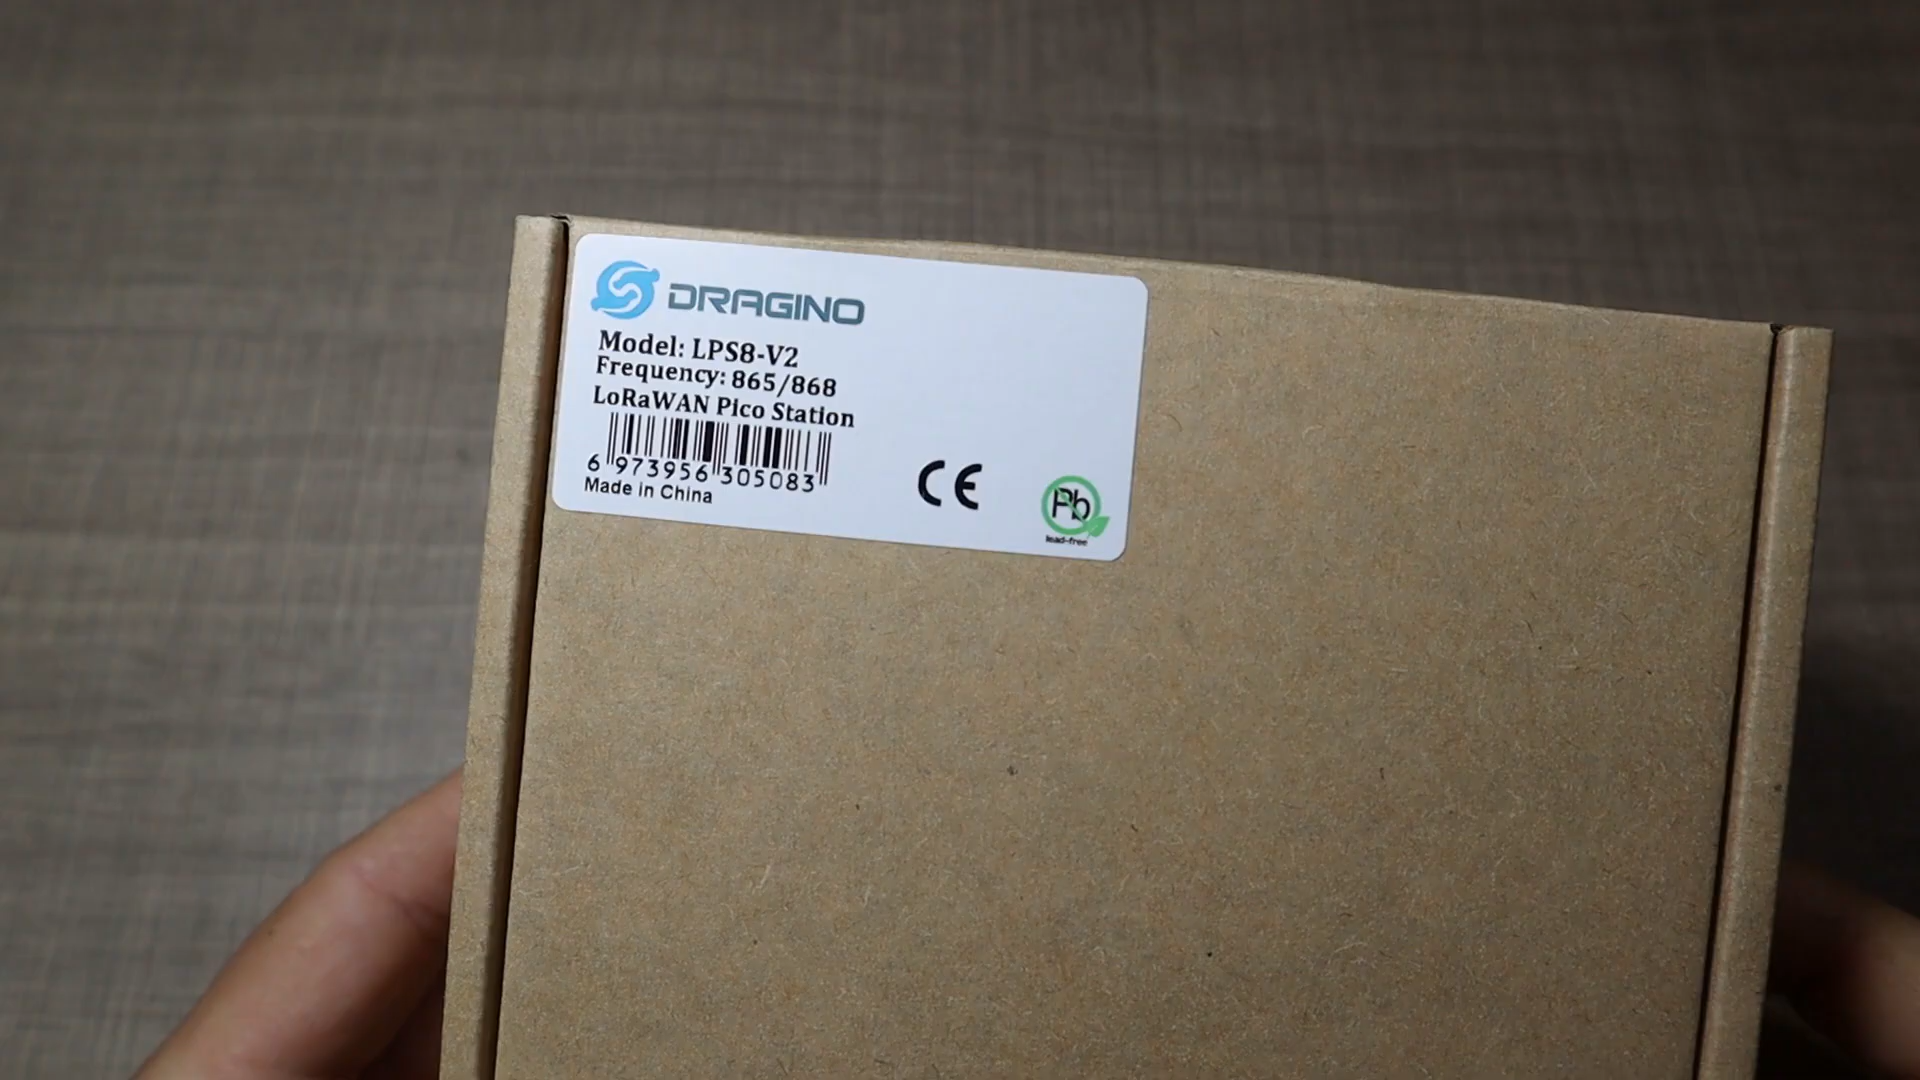 DRAGINO
Model: LPS8-V2
Frequency: 865/868
LoRaWAN Pico Station
6 973956 305083
Made in China
CE
Pb
lead-free